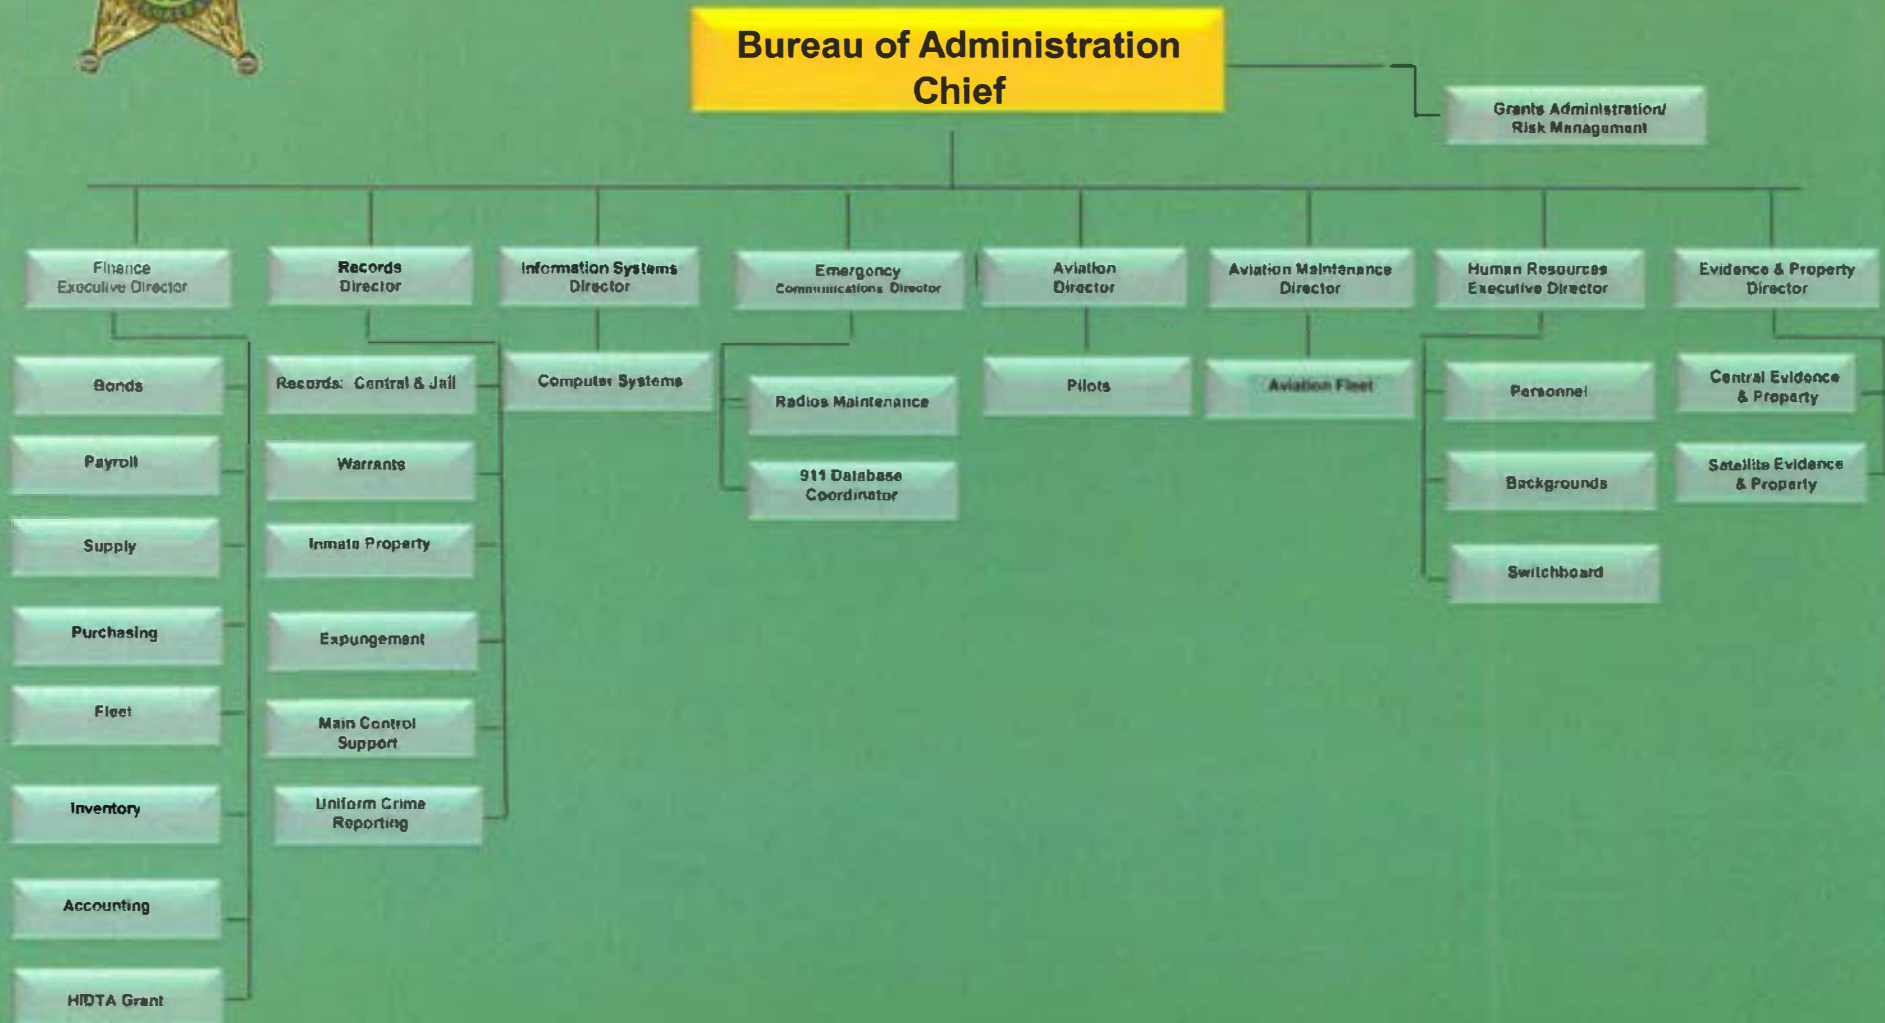 Bureau of Administration
Chief
Grants Administration/
Risk Management
Finance
Executive Director
Records
Director
Information Systems
Director
Emergency
Communications Director
Aviation
Director
Aviation Maintenance
Director
Human Resources
Executive Director
Evidence & Property
Director
Bonds
Payroll
Supply
Purchasing
Fleet
Inventory
Accounting
HIDTA Grant
Records: Central & Jail
Warrants
Inmate Property
Expungement
Main Control
Support
Uniform Crime
Reporting
Computer Systems
Radios Maintenance
911 Database
Coordinator
Pilots
Aviation Fleet
Personnel
Backgrounds
Switchboard
Central Evidence
& Property
Satellite Evidence
& Property